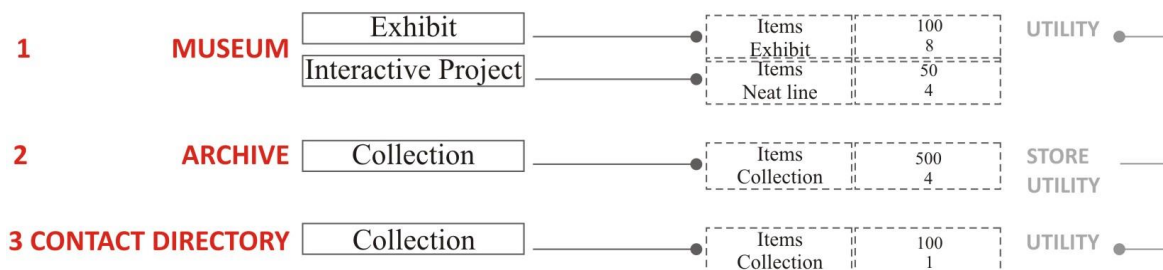 1 MUSEUM Exhibit Items 100 UTILITY
Exhibit 8
Interactive Project Items 50
Neat line 4
2 ARCHIVE Collection Items 500 STORE
Collection 4 UTILITY
3 CONTACT DIRECTORY Collection Items 100 UTILITY
Collection 1